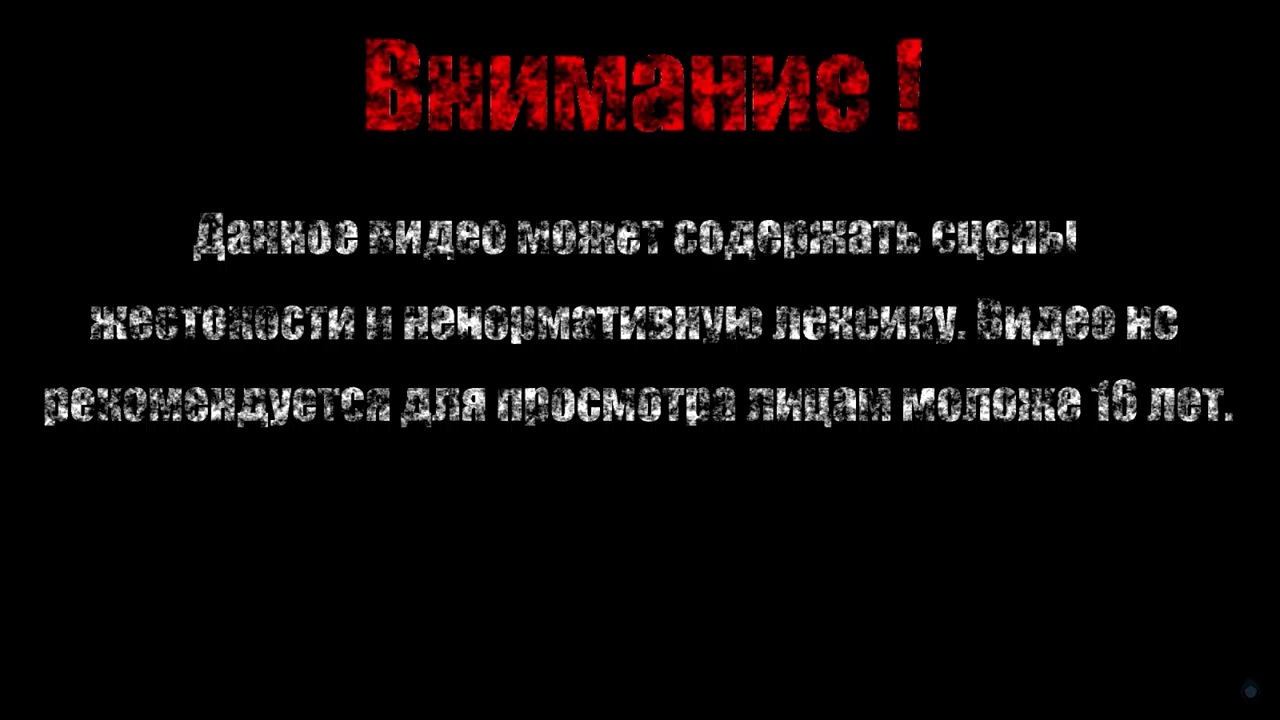 Внимание !
Данное видео может содержать сцены
жестокости и ненормативную лексику. Видео не
рекомендуется для просмотра лицам моложе 16 лет.